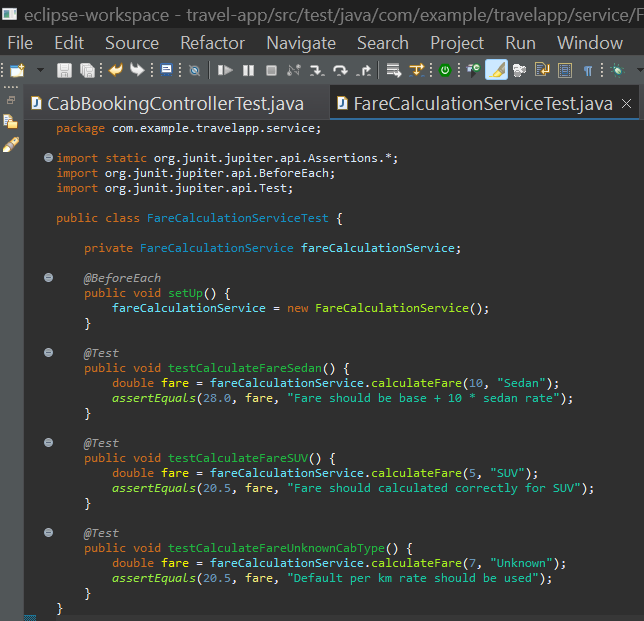 eclipse-workspace - travel-app/src/test/java/com/example/travelapp/service/F
File Edit Source Refactor Navigate Search Project Run Window
CabBookingControllerTest.java FareCalculationServiceTest.java
package com.example.travelapp.service;
import static org.junit.jupiter.api.Assertions.*;
import org.junit.jupiter.api.BeforeEach;
import org.junit.jupiter.api.Test;
public class FareCalculationServiceTest {
private FareCalculationService fareCalculationService;
@BeforeEach
public void setUp() {
fareCalculationService = new FareCalculationService();
}
@Test
public void testCalculateFareSedan() {
double fare = fareCalculationService.calculateFare(10, "Sedan");
assertEquals(28.0, fare, "Fare should be base + 10 * sedan rate");
}
@Test
public void testCalculateFareSUV() {
double fare = fareCalculationService.calculateFare(5, "SUV");
assertEquals(20.5, fare, "Fare should calculated correctly for SUV");
}
@Test
public void testCalculateFareUnknownCabType() {
double fare = fareCalculationService.calculateFare(7, "Unknown");
assertEquals(20.5, fare, "Default per km rate should be used");
}
}